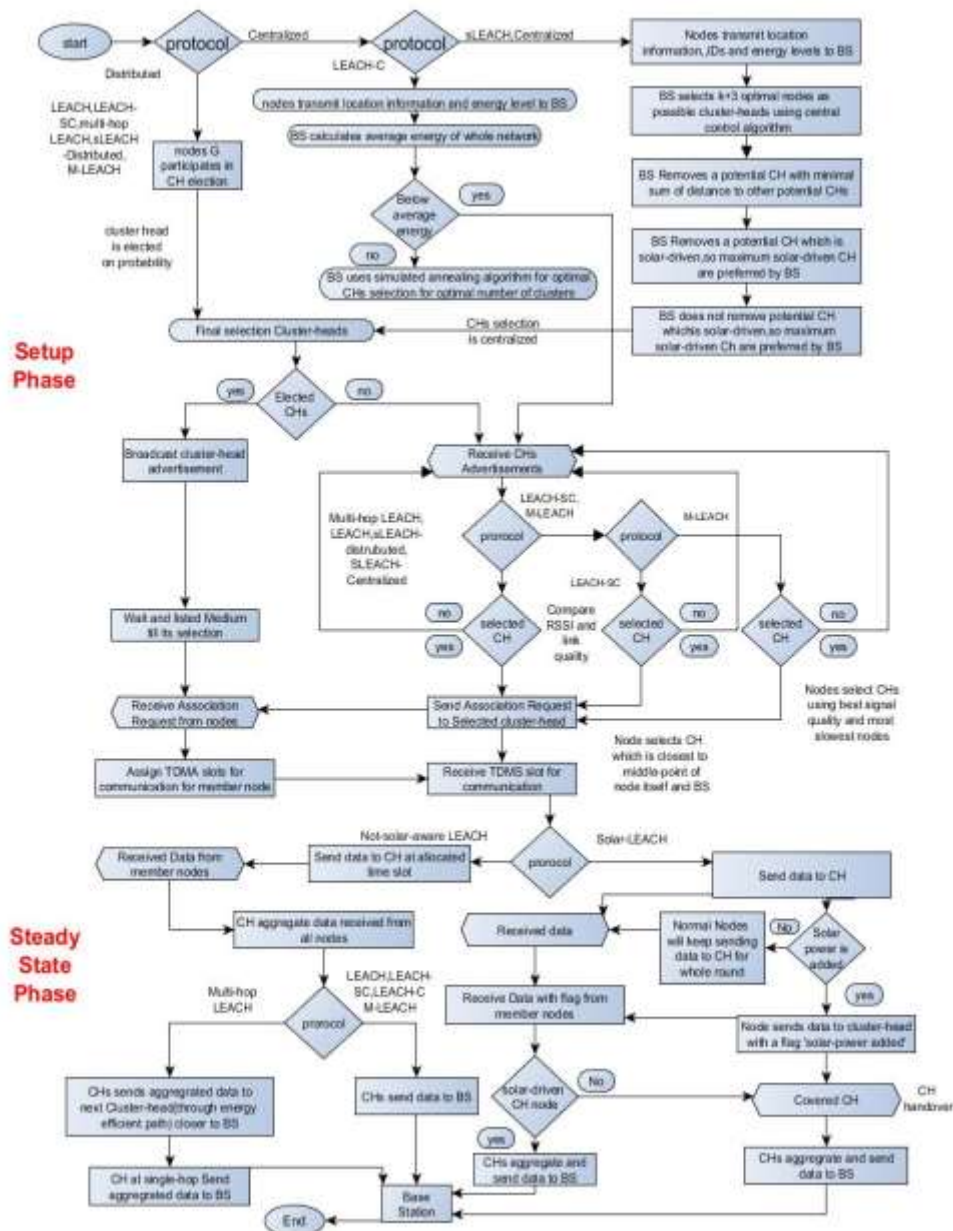 start
protocol
Centralized
protocol
sLEACH,Centralized
Nodes transmit location
information, IDs and energy levels to BS
Distributed
LEACH-C
LEACH,LEACH-
SC,multi-hop
LEACH,sLEACH
-Distributed,
M-LEACH
nodes G
participates in
CH election
nodes transmit location information and energy level to BS
BS calculates average energy of whole network
BS selects k+3 optimal nodes as
possible cluster-heads using central
control algorithm
Below
average
energy
yes
no
BS Removes a potential CH with minimal
sum of distance to other potential CHs
cluster head
is elected
on probability
BS Removes a potential CH which is
solar-driven,so maximum solar-driven CH
are preferred by BS
BS uses simulated annealing algorithm for optimal
CHs selection for optimal number of clusters
Final selection Cluster-heads
CHs selection
is centralized
BS does not remove potential CH
whichis solar-driven,so maximum
solar-driven Ch are preferred by BS
Setup
Phase
yes
Elected
CHs
no
Broadcast cluster-head
advertisement
Receive CHs
Advertisements
Multi-hop LEACH,
LEACH,sLEACH-
distrubuted,
SLEACH-
Centralized
prorocol
LEACH-SC,
M-LEACH
protocol
M-LEACH
LEACH-SC
Wait and listed Medium
till its selection
no
yes
selected
CH
Compare
RSSI and
link
quality
selected
CH
no
yes
selected
CH
no
yes
Receive Association
Request from nodes
Send Association Request
to Selected cluster-head
Nodes select CHs
using best signal
quality and most
slowest nodes
Node selects CH
which is closest to
middle-point of
node itself and BS
Assign TDMA slots for
communication for member node
Receive TDMS slot for
communication
Not-solar-aware LEACH
prorocol
Solar-LEACH
Received Data from
member nodes
Send data to CH at allocated
time slot
Send data to CH
Steady
State
Phase
CH aggregate data received from
all nodes
Received data
Normal Nodes
will keep sending
data to CH for
whole round
No
Solar
power is
added
yes
Multi-hop
LEACH
prorocol
LEACH,LEACH-
SC,LEACH-C
M-LEACH
Receive Data with flag from
member nodes
Node sends data to cluster-head
with a flag 'solar-power added'
CHs sends aggregated data to
next Cluster-head(through energy
efficient path) closer to BS
CHs send data to BS
solar-driven
CH node
No
yes
Covered CH
CH
handover
CH at single-hop Send
aggregated data to BS
CHs aggregate and
send data to BS
CHs aggregate and send
data to BS
Base
Station
End